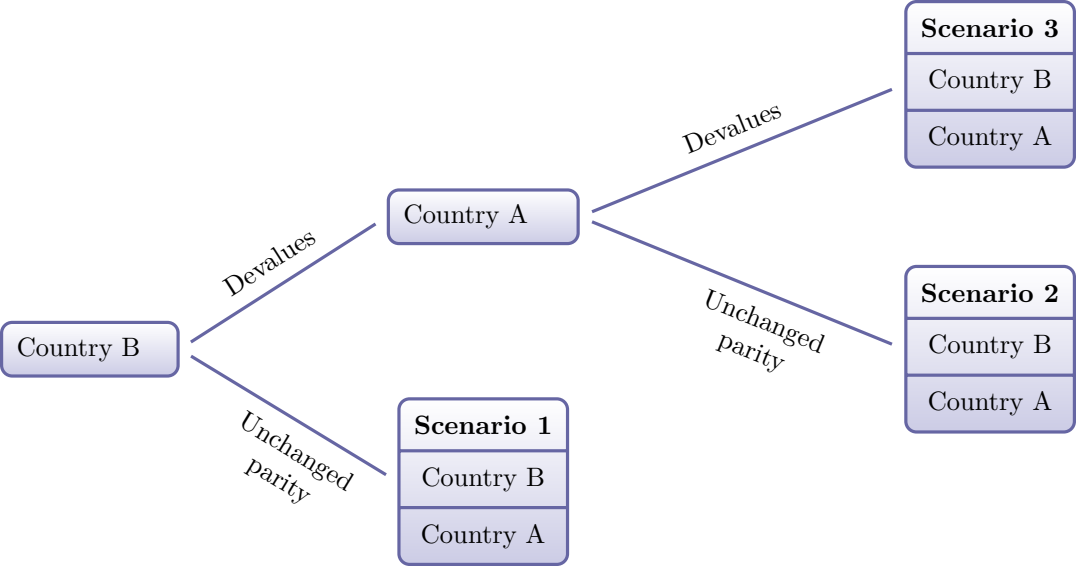 Scenario 3
Country B
Country A
Devalues
Country A
Devalues
Unchanged
parity
Scenario 2
Country B
Country A
Country B
Unchanged
parity
Scenario 1
Country B
Country A